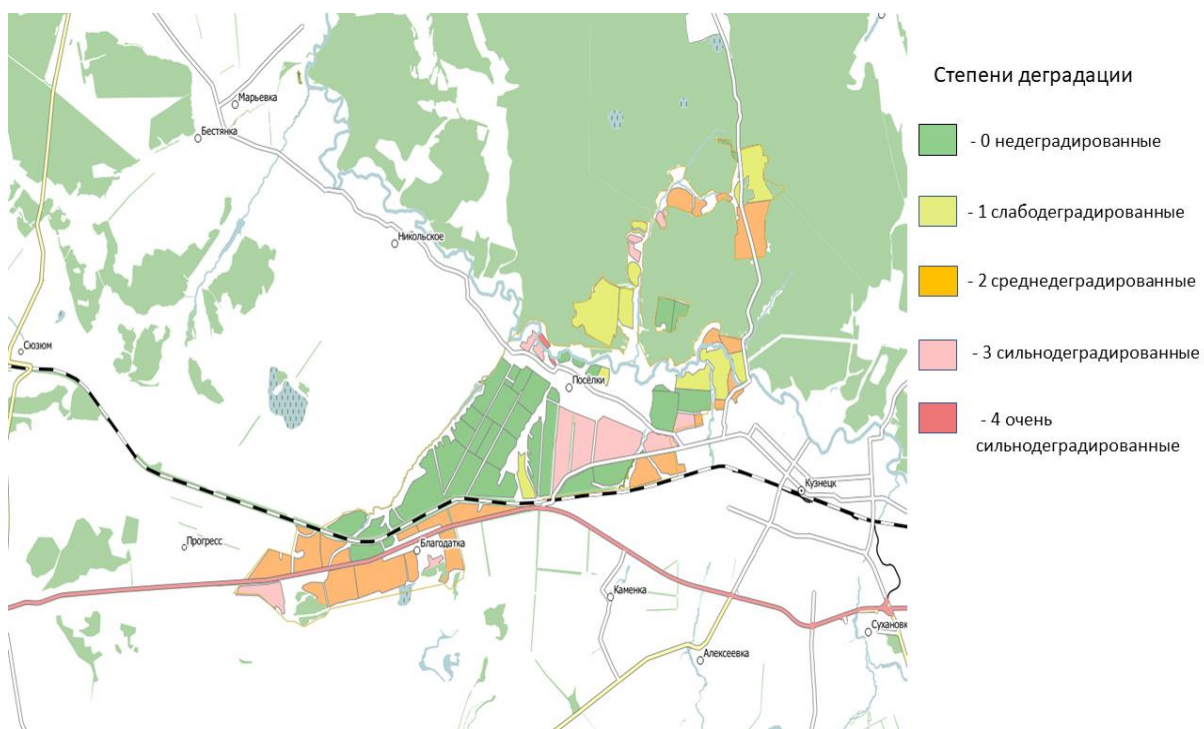 Марьевка
Бестянка
Никольское
Сюзюм
Посёлки
Кузнецк
Прогресс
Благодатка
Каменка
Сухановк
Алексеевка
Степени деградации
- 0 недеградированные
- 1 слабодеградированные
- 2 среднедеградированные
- 3 сильнодеградированные
- 4 очень
сильнодеградированные